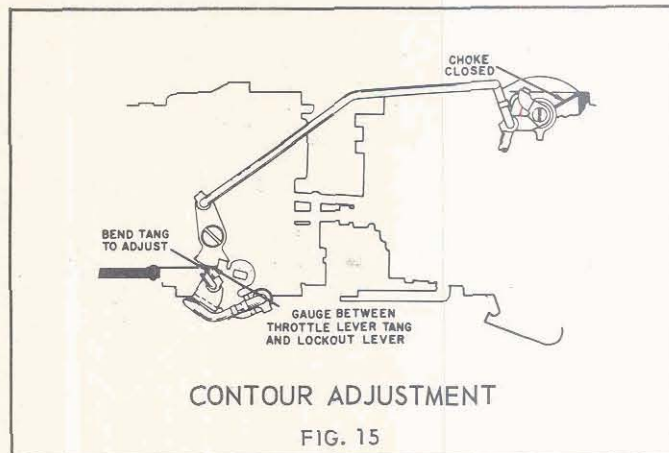 CHOKE
CLOSED
BEND TANG
TO ADJUST
GAUGE BETWEEN
THROTTLE LEVER TANG
AND LOCKOUT LEVER
CONTOUR ADJUSTMENT
FIG. 15